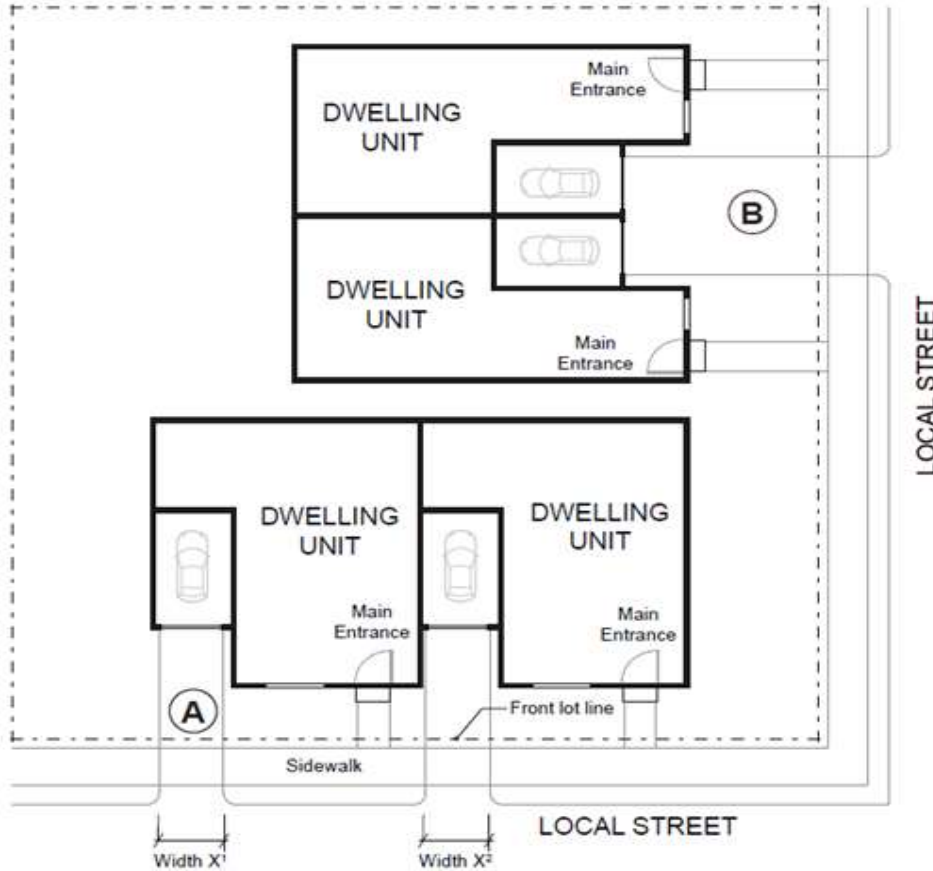 Main
Entrance
DWELLING
UNIT
B
DWELLING
UNIT
Main
Entrance
LOCAL STREET
DWELLING
UNIT
DWELLING
UNIT
Main
Entrance
Main
Entrance
A
Front lot line
Sidewalk
LOCAL STREET
Width X¹
Width X²